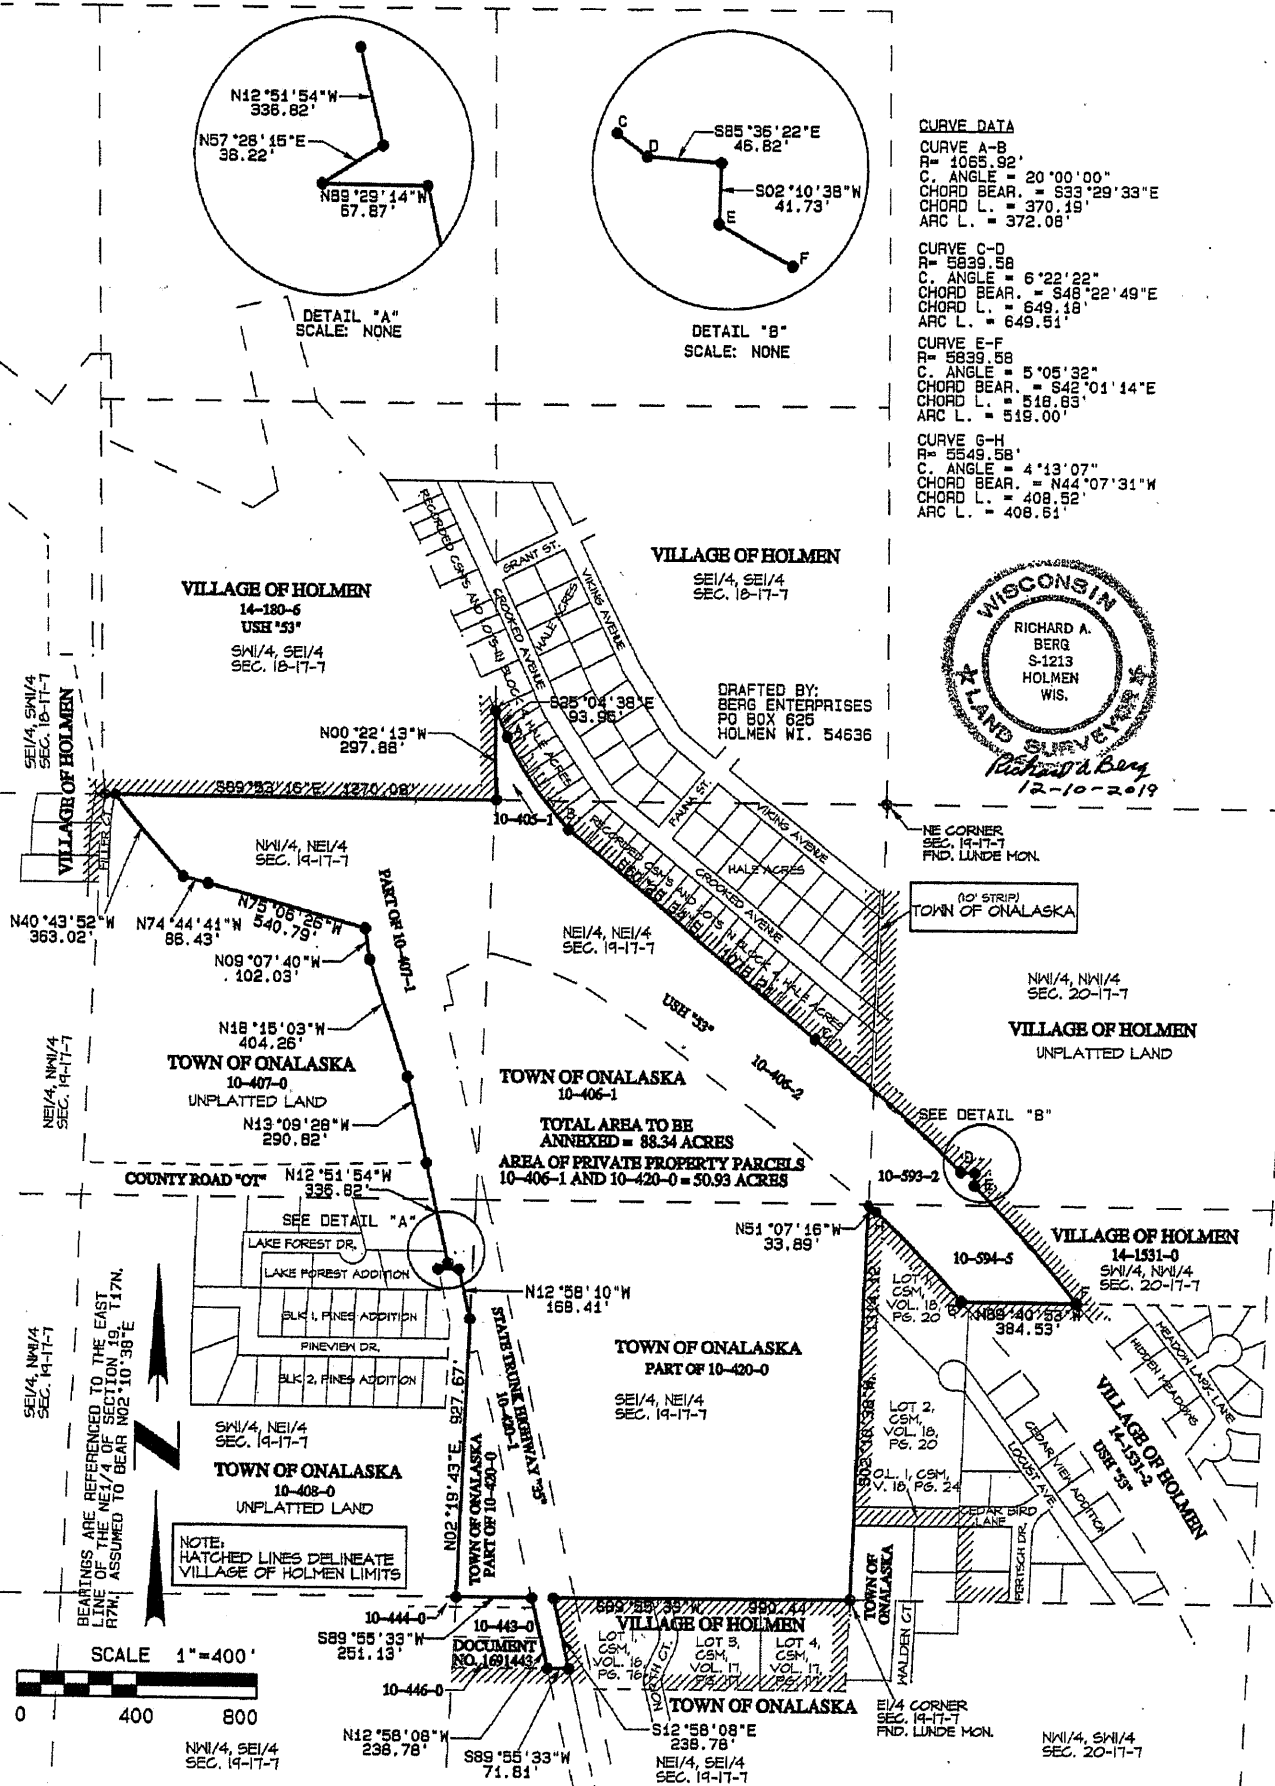 N12°51'54"W
336.82'
N57°28'15"E
38.22'
N89°29'14"W
67.87'
DETAIL "A"
SCALE: NONE
C
D
S85°36'22"E
46.82'
S02°10'38"W
41.73'
E
F
DETAIL "B"
SCALE: NONE
CURVE DATA
CURVE A-B
R= 1065.92'
C. ANGLE = 20°00'00"
CHORD BEAR. = S33°29'33"E
CHORD L. = 370.19'
ARC L. = 372.08'
CURVE C-D
R= 5839.58
C. ANGLE = 6°22'22"
CHORD BEAR. = S48°22'49"E
CHORD L. = 649.18'
ARC L. = 649.51'
CURVE E-F
R= 5839.58
C. ANGLE = 5°05'32"
CHORD BEAR. = S42°01'14"E
CHORD L. = 518.83'
ARC L. = 519.00'
CURVE G-H
R= 5549.58'
C. ANGLE = 4°13'07"
CHORD BEAR. = N44°07'31"W
CHORD L. = 408.52'
ARC L. = 408.61'
WISCONSIN
RICHARD A.
BERG
S-1213
HOLMEN
WIS.
LAND SURVEYOR
Richard A Berg
12-10-2019
VILLAGE OF HOLMEN
14-180-6
USH "53"
SW1/4, SE1/4
SEC. 18-17-7
VILLAGE OF HOLMEN
SE1/4, SE1/4
SEC. 18-17-7
RECORDED CSM'S AND LOTS IN BLOCK 4 HALE ACRES
GRANT ST.
CROOKED AVENUE
HALE ACRES
VIKING AVENUE
DRAFTED BY:
BERG ENTERPRISES
PO BOX 625
HOLMEN WI. 54636
SE1/4, SW1/4
SEC. 18-17-7
VILLAGE OF HOLMEN
S25°04'38"E
93.96'
N00°22'13"W
297.88'
S89°53'16"E 1270.08'
FILLER CT
10-405-1
B
PAUL ST.
VIKING AVENUE
HALE ACRES
CROOKED AVENUE
RECORDED CSM'S AND LOTS IN BLOCK 4, HALE ACRES
NE CORNER
SEC. 19-17-7
FND. LUNDE MON.
(10' STRIP)
TOWN OF ONALASKA
NW1/4, NE1/4
SEC. 19-17-7
N40°43'52"W
363.02'
N74°44'41"W
86.43'
N75°06'26"W
540.79'
PART OF 10-407-1
N09°07'40"W
102.03'
NE1/4, NE1/4
SEC. 19-17-7
NW1/4, NW1/4
SEC. 20-17-7
VILLAGE OF HOLMEN
UNPLATTED LAND
N18°15'03"W
404.26'
USH "53"
10-406-2
NE1/4, NW1/4
SEC. 19-17-7
TOWN OF ONALASKA
10-407-0
UNPLATTED LAND
N13°09'28"W
290.82'
TOWN OF ONALASKA
10-406-1
TOTAL AREA TO BE
ANNEXED = 88.34 ACRES
AREA OF PRIVATE PROPERTY PARCELS
10-406-1 AND 10-420-0 = 50.93 ACRES
SEE DETAIL "B"
D
E
10-593-2
COUNTY ROAD "OT"
N12°51'54"W
336.82'
SEE DETAIL "A"
LAKE FOREST DR.
LAKE FOREST ADDITION
BLK 1, PINES ADDITION
PINEVIEW DR.
BLK 2, PINES ADDITION
N51°07'16"W
33.89'
10-594-5
VILLAGE OF HOLMEN
14-1531-0
SW1/4, NW1/4
SEC. 20-17-7
CSM,
VOL. 18,
PG. 20
N89°40'53"W
384.53'
N12°58'10"W
168.41'
STATE TRUNK HIGHWAY "35"
TOWN OF ONALASKA
PART OF 10-420-0
SE1/4, NE1/4
SEC. 19-17-7
MEADOW LARK LANE
HIDDEN MEADOWS
VILLAGE OF HOLMEN
14-1531-2
USH "53"
LOT 2,
CSM,
VOL. 18,
PG. 20
O.L. 1, CSM,
V. 18, PG. 24
CEDAR VIEW ADDITION
LOCUST AVE
CEDAR BIRD
LANE
SE1/4, NW1/4
SEC. 19-17-7
BEARINGS ARE REFERENCED TO THE EAST
LINE OF THE NE1/4 OF SECTION 19, T17N,
R7W, ASSUMED TO BEAR N02°10'38"E
N
SW1/4, NE1/4
SEC. 19-17-7
TOWN OF ONALASKA
10-408-0
UNPLATTED LAND
NOTE:
HATCHED LINES DELINEATE
VILLAGE OF HOLMEN LIMITS
N02°19'43"E 927.67'
TOWN OF ONALASKA
PART OF 10-420-0
TOWN OF
ONALASKA
WALDEN CT
10-444-0
S89°55'33"W
251.13'
10-443-0
DOCUMENT
NO. 1691443
10-446-0
S89°55'33"W 990.44'
VILLAGE OF HOLMEN
LOT 1,
CSM,
VOL. 16,
PG. 76
NORTH CT.
LOT 3,
CSM,
VOL. 17,
LOT 4,
CSM,
VOL. 17,
TOWN OF ONALASKA
E1/4 CORNER
SEC. 19-17-7
FND. LUNDE MON.
SCALE 1"=400'
0 400 800
N12°58'08"W
238.78'
S89°55'33"W
71.81'
S12°58'08"E
238.78'
NW1/4, SE1/4
SEC. 19-17-7
NE1/4, SE1/4
SEC. 19-17-7
NW1/4, SW1/4
SEC. 20-17-7